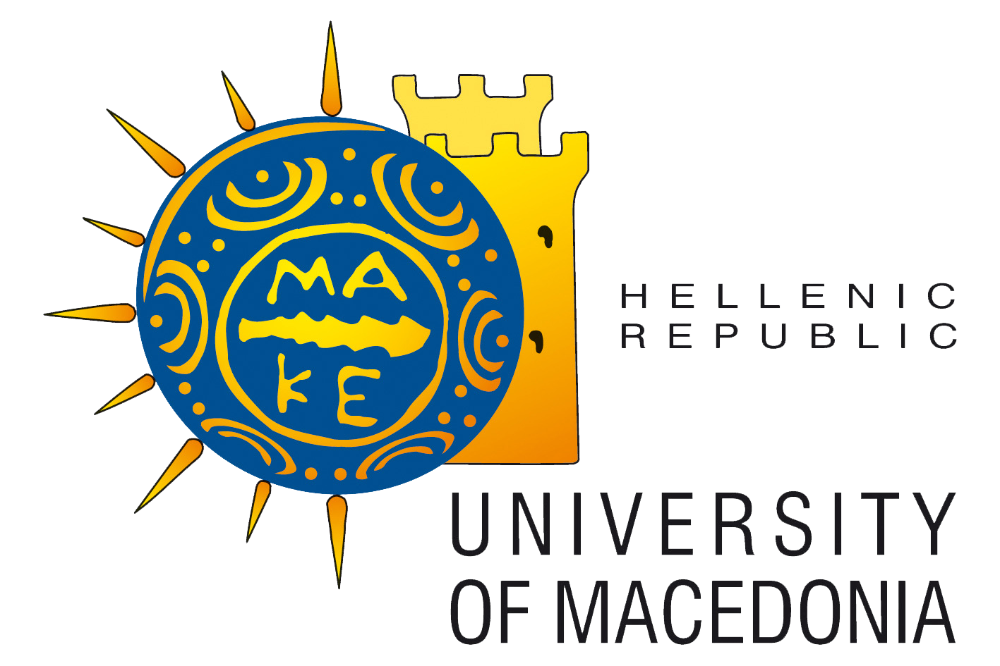 ΜΑ
ΚΕ
HELLENIC
REPUBLIC
UNIVERSITY
OF MACEDONIA